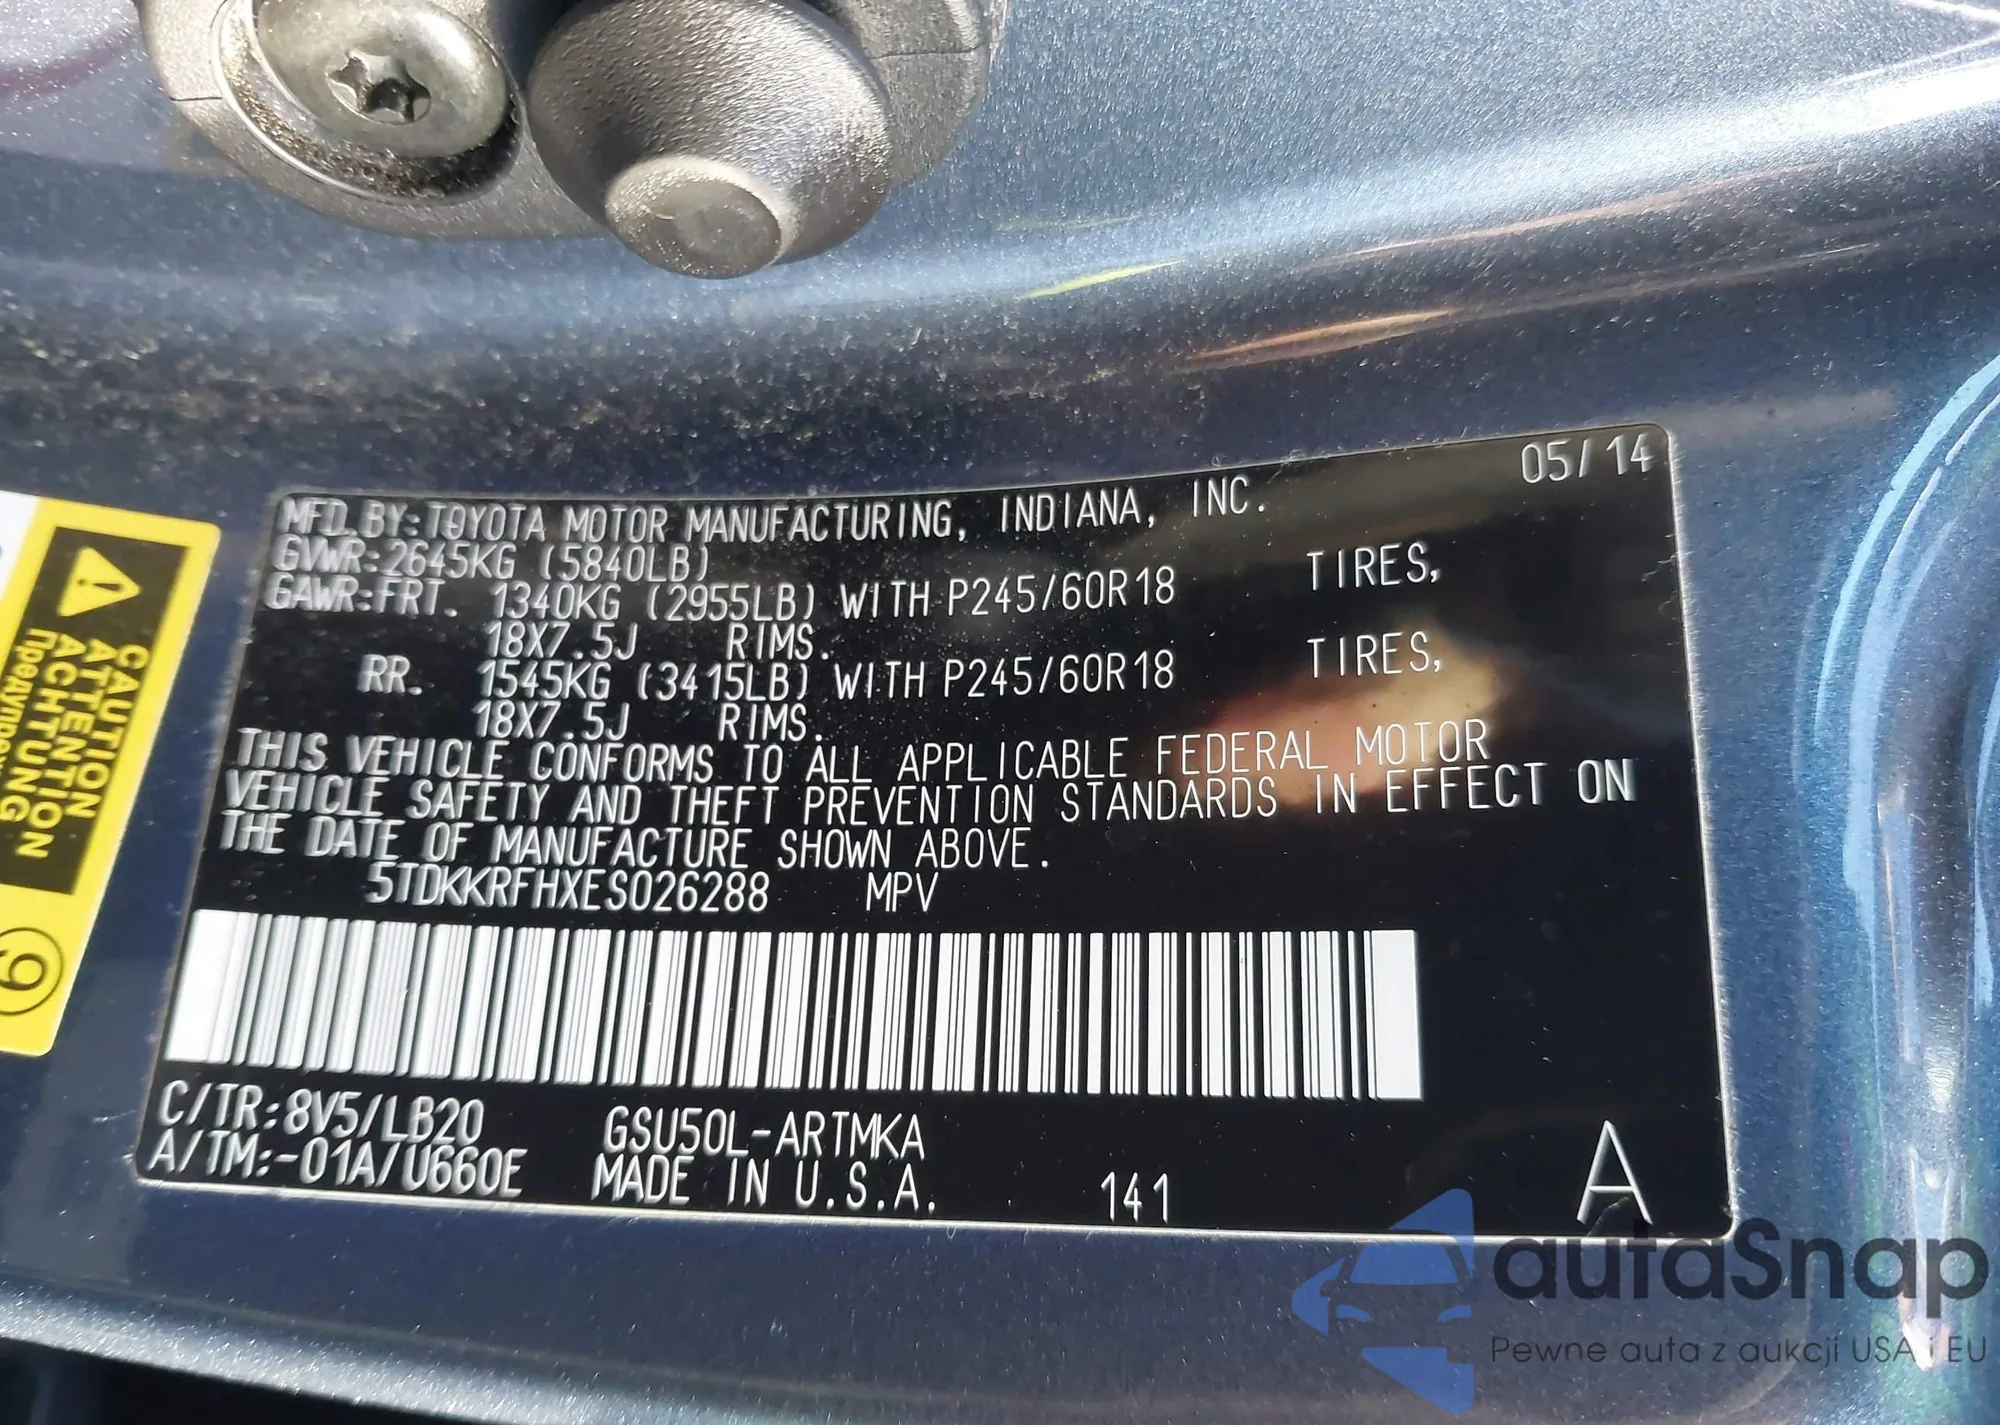 05/14
MFD. BY: TOYOTA MOTOR MANUFACTURING, INDIANA, INC.
GVWR: 2645KG (5840LB)
GAWR: FRT. 1340KG (2955LB) WITH P245/60R18 TIRES,
18X7.5J RIMS.
RR. 1545KG (3415LB) WITH P245/60R18 TIRES,
18X7.5J RIMS.
THIS VEHICLE CONFORMS TO ALL APPLICABLE FEDERAL MOTOR
VEHICLE SAFETY AND THEFT PREVENTION STANDARDS IN EFFECT ON
THE DATE OF MANUFACTURE SHOWN ABOVE.
5TDKKRFHXES026288 MPV
C/TR: 8V5/LB20 GSU50L-ARTMKA
A/TM: -01A/U660E MADE IN U.S.A. 141 A
CAUTION
ATTENTION
ACHTUNG
9
autaSnap
Pewne auta z aukcji USA i EU